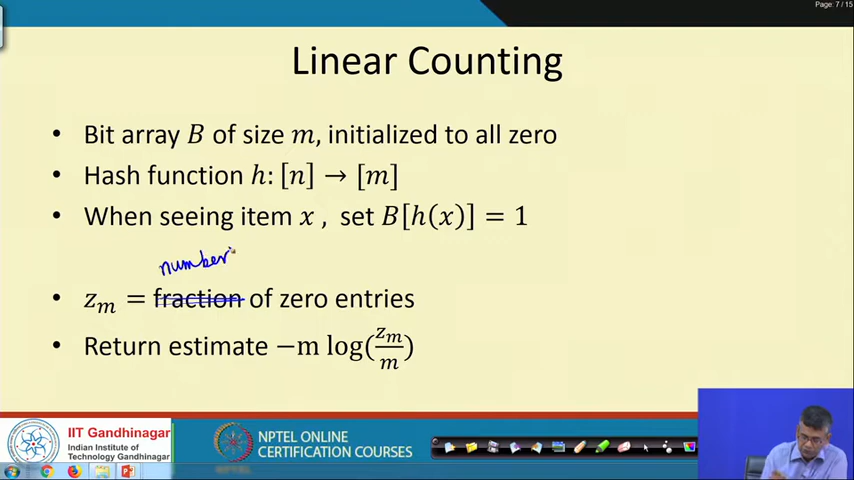 Page: 7 / 15
Linear Counting
• Bit array B of size m, initialized to all zero
• Hash function h: [n] → [m]
• When seeing item x , set B[h(x)] = 1
number
• z_m = fraction of zero entries
• Return estimate −m log(z_m/m)
IIT Gandhinagar
Indian Institute of
Technology Gandhinagar
NPTEL ONLINE
CERTIFICATION COURSES